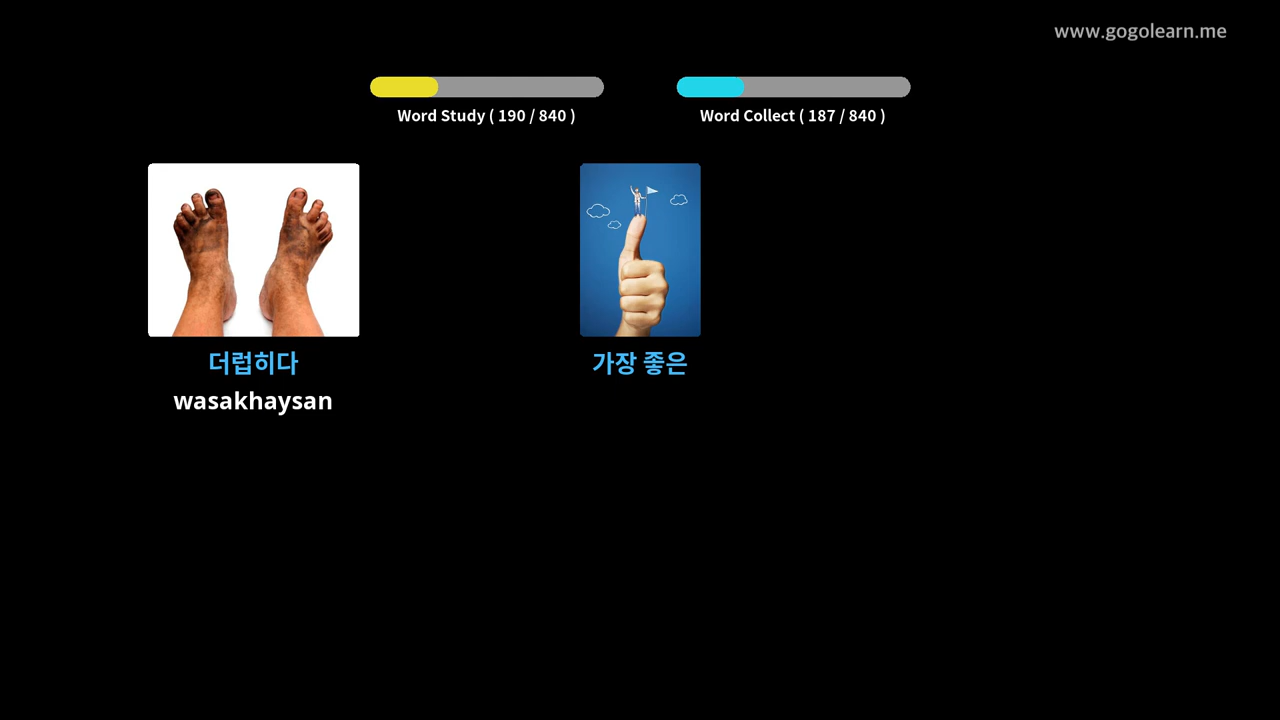 www.gogolearn.me
Word Study ( 190 / 840 )
Word Collect ( 187 / 840 )
더럽히다
wasakhaysan
가장 좋은